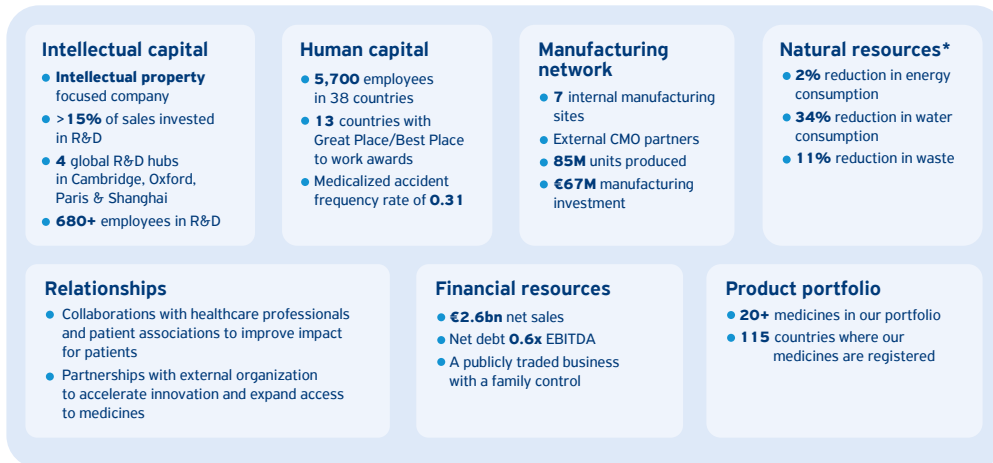 Intellectual capital
Intellectual property
focused company
>15% of sales invested
in R&D
4 global R&D hubs
in Cambridge, Oxford,
Paris & Shanghai
680+ employees in R&D
Human capital
5,700 employees
in 38 countries
13 countries with
Great Place/Best Place
to work awards
Medicalized accident
frequency rate of 0.31
Manufacturing
network
7 internal manufacturing
sites
External CMO partners
85M units produced
€67M manufacturing
investment
Natural resources*
2% reduction in energy
consumption
34% reduction in water
consumption
11% reduction in waste
Relationships
Collaborations with healthcare professionals
and patient associations to improve impact
for patients
Partnerships with external organization
to accelerate innovation and expand access
to medicines
Financial resources
€2.6bn net sales
Net debt 0.6x EBITDA
A publicly traded business
with a family control
Product portfolio
20+ medicines in our portfolio
115 countries where our
medicines are registered